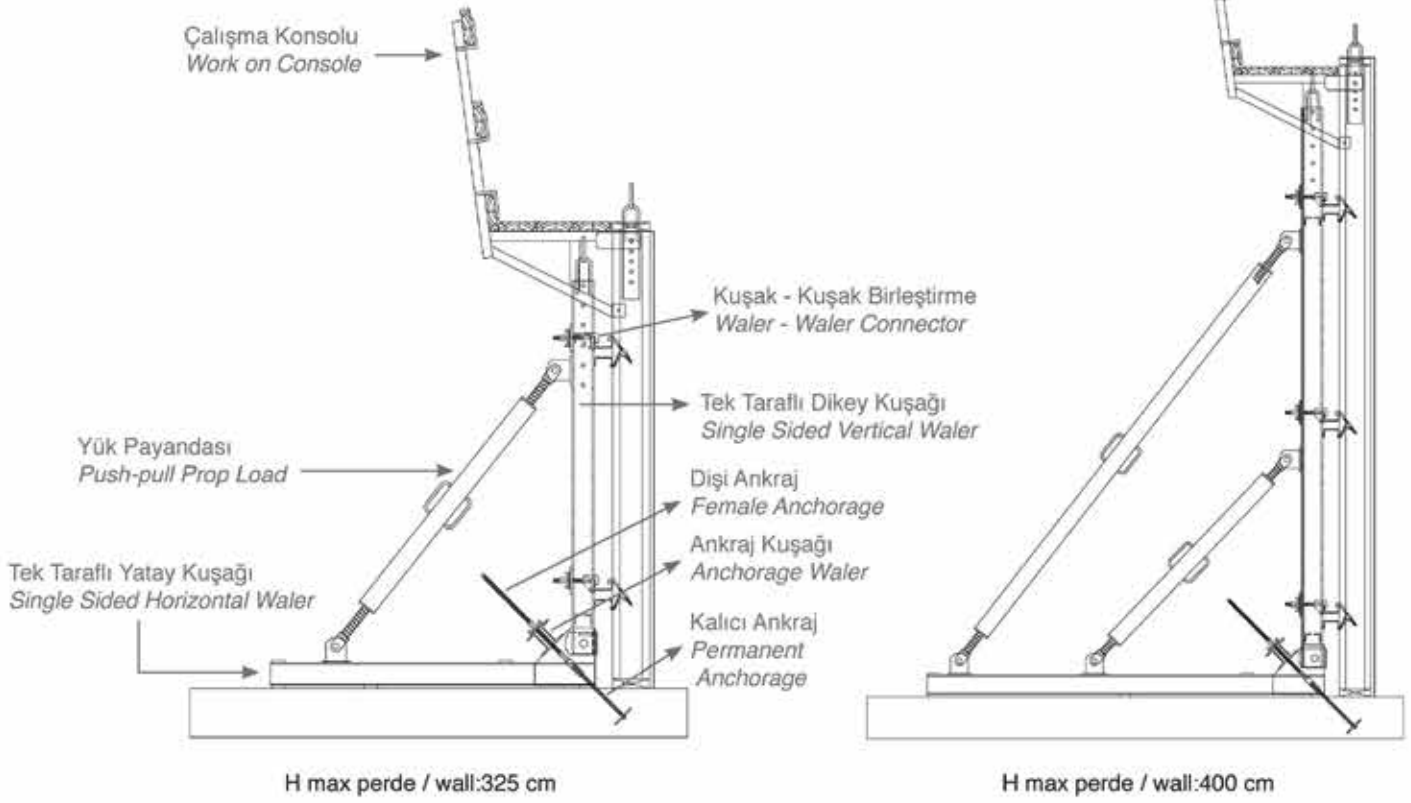 Çalışma Konsolu
Work on Console
Kuşak - Kuşak Birleştirme
Waler - Waler Connector
Tek Taraflı Dikey Kuşağı
Single Sided Vertical Waler
Yük Payandası
Push-pull Prop Load
Dişi Ankraj
Female Anchorage
Ankraj Kuşağı
Anchorage Waler
Tek Taraflı Yatay Kuşağı
Single Sided Horizontal Waler
Kalıcı Ankraj
Permanent
Anchorage
H max perde / wall:325 cm
H max perde / wall:400 cm